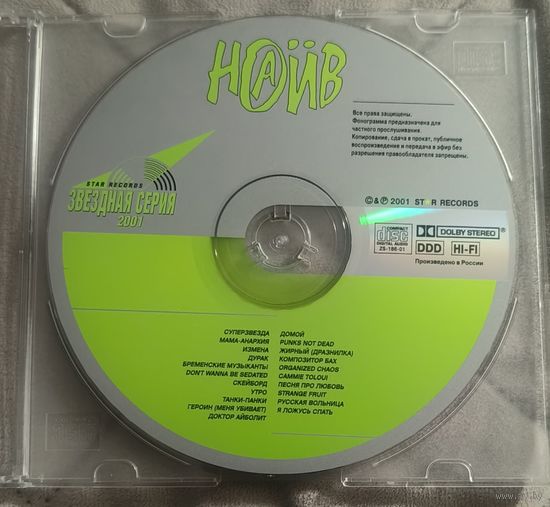 НАЙВ
Все права защищены.
Фонограмма предназначена для
частного прослушивания.
Копирование, сдача в прокат, публичное
воспроизведение и передача в эфир без
разрешения правообладателя запрещены.
STAR RECORDS
ЗВЕЗДНАЯ СЕРИЯ
2001
©& ℗ 2001 STAR RECORDS
COMPACT
disc
DIGITAL AUDIO
ZS-186-01
DOLBY STEREO
DDD
HI-FI
Произведено в России
СУПЕРЗВЕЗДА
МАМА-АНАРХИЯ
ИЗМЕНА
ДУРАК
БРЕМЕНСКИЕ МУЗЫКАНТЫ
DON'T WANNA BE SEDATED
СКЕЙБОРД
УТРО
ТАНКИ-ПАНКИ
ГЕРОИН (МЕНЯ УБИВАЕТ)
ДОКТОР АЙБОЛИТ
ДОМОЙ
PUNKS NOT DEAD
ЖИРНЫЙ (ДРАЗНИЛКА)
КОМПОЗИТОР БАХ
ORGANIZED CHAOS
CAMMIE TOLOUI
ПЕСНЯ ПРО ЛЮБОВЬ
STRANGE FRUIT
РУССКАЯ ВОЛЬНИЦА
Я ЛОЖУСЬ СПАТЬ